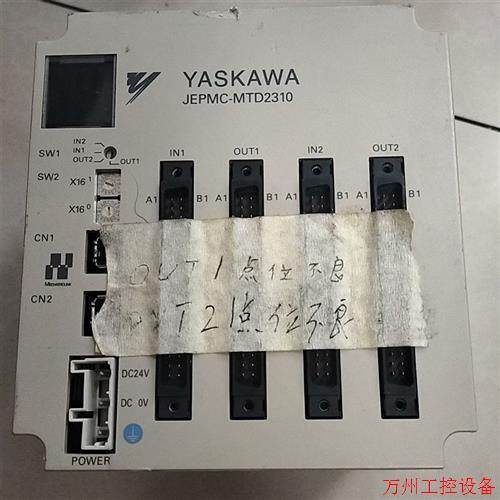 YASKAWA
JEPMC-MTD2310
IN2
IN1
OUT2
OUT1
SW1
SW2
X16¹
X16⁰
IN1 OUT1 IN2 OUT2
A1 B1 A1 B1 A1 B1 A1 B1
CN1
MECHATROLINK
CN2
OUT1点位不良
OUT2点位不良
DC24V
DC 0V
POWER
万州工控设备